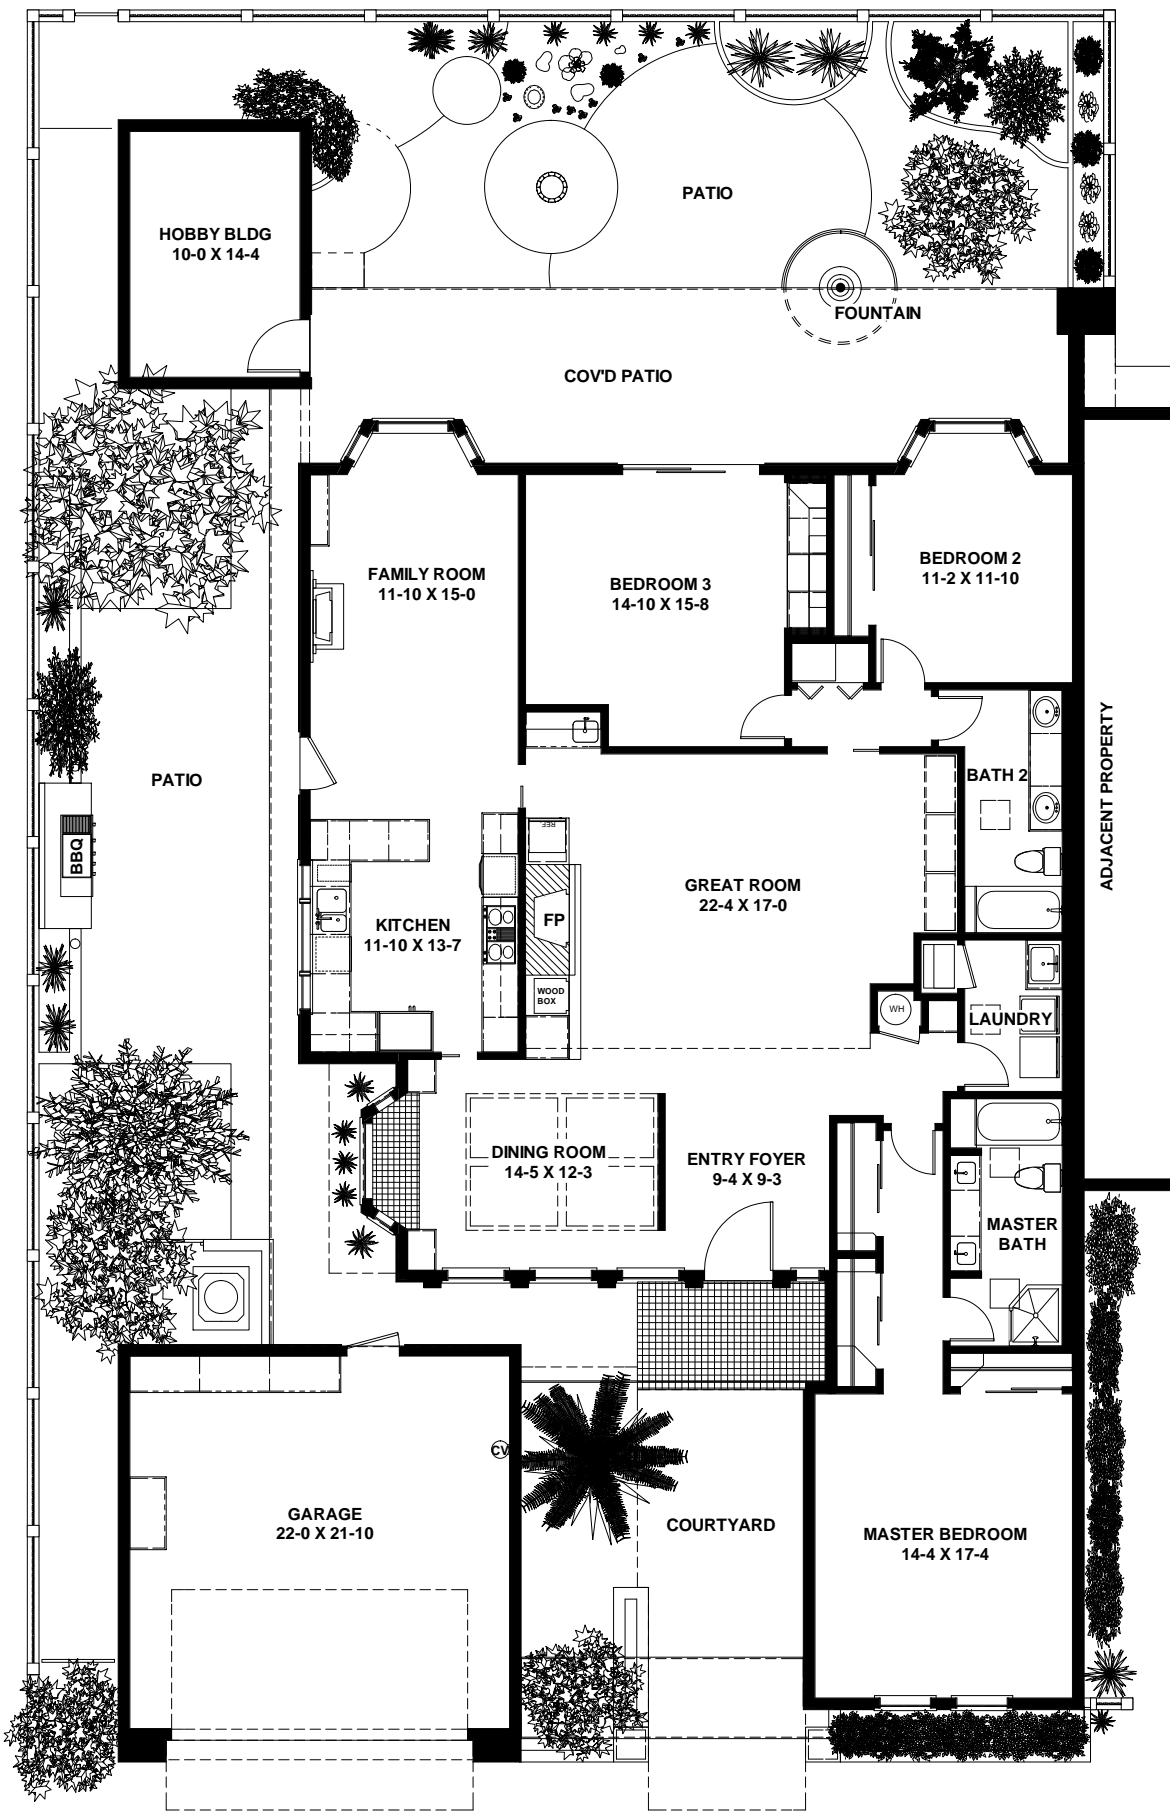 PATIO
HOBBY BLDG
10-0 X 14-4
FOUNTAIN
COV'D PATIO
FAMILY ROOM
11-10 X 15-0
BEDROOM 3
14-10 X 15-8
BEDROOM 2
11-2 X 11-10
PATIO
BATH 2
ADJACENT PROPERTY
BBQ
REF
GREAT ROOM
22-4 X 17-0
KITCHEN
11-10 X 13-7
FP
WOOD
BOX
WH
LAUNDRY
DINING ROOM
14-5 X 12-3
ENTRY FOYER
9-4 X 9-3
MASTER
BATH
CV
GARAGE
22-0 X 21-10
COURTYARD
MASTER BEDROOM
14-4 X 17-4